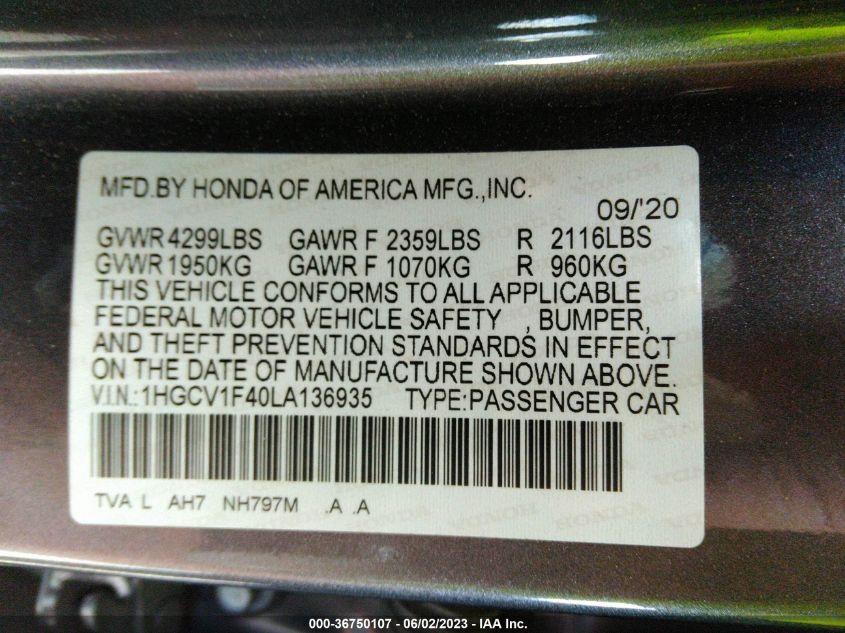 MFD.BY HONDA OF AMERICA MFG.,INC.
09/'20
GVWR 4299LBS GAWR F 2359LBS R 2116LBS
GVWR 1950KG GAWR F 1070KG R 960KG
THIS VEHICLE CONFORMS TO ALL APPLICABLE
FEDERAL MOTOR VEHICLE SAFETY , BUMPER,
AND THEFT PREVENTION STANDARDS IN EFFECT
ON THE DATE OF MANUFACTURE SHOWN ABOVE.
V.I.N.:1HGCV1F40LA136935 TYPE:PASSENGER CAR
TVA L AH7 NH797M .A .A
000-36750107 - 06/02/2023 - IAA Inc.